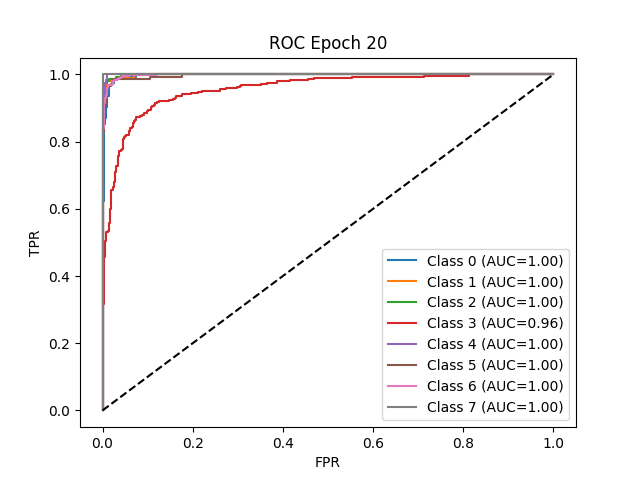 ROC Epoch 20
1.0
0.8
0.6
0.4
0.2
0.0
TPR
Class 0 (AUC=1.00)
Class 1 (AUC=1.00)
Class 2 (AUC=1.00)
Class 3 (AUC=0.96)
Class 4 (AUC=1.00)
Class 5 (AUC=1.00)
Class 6 (AUC=1.00)
Class 7 (AUC=1.00)
0.0 0.2 0.4 0.6 0.8 1.0
FPR